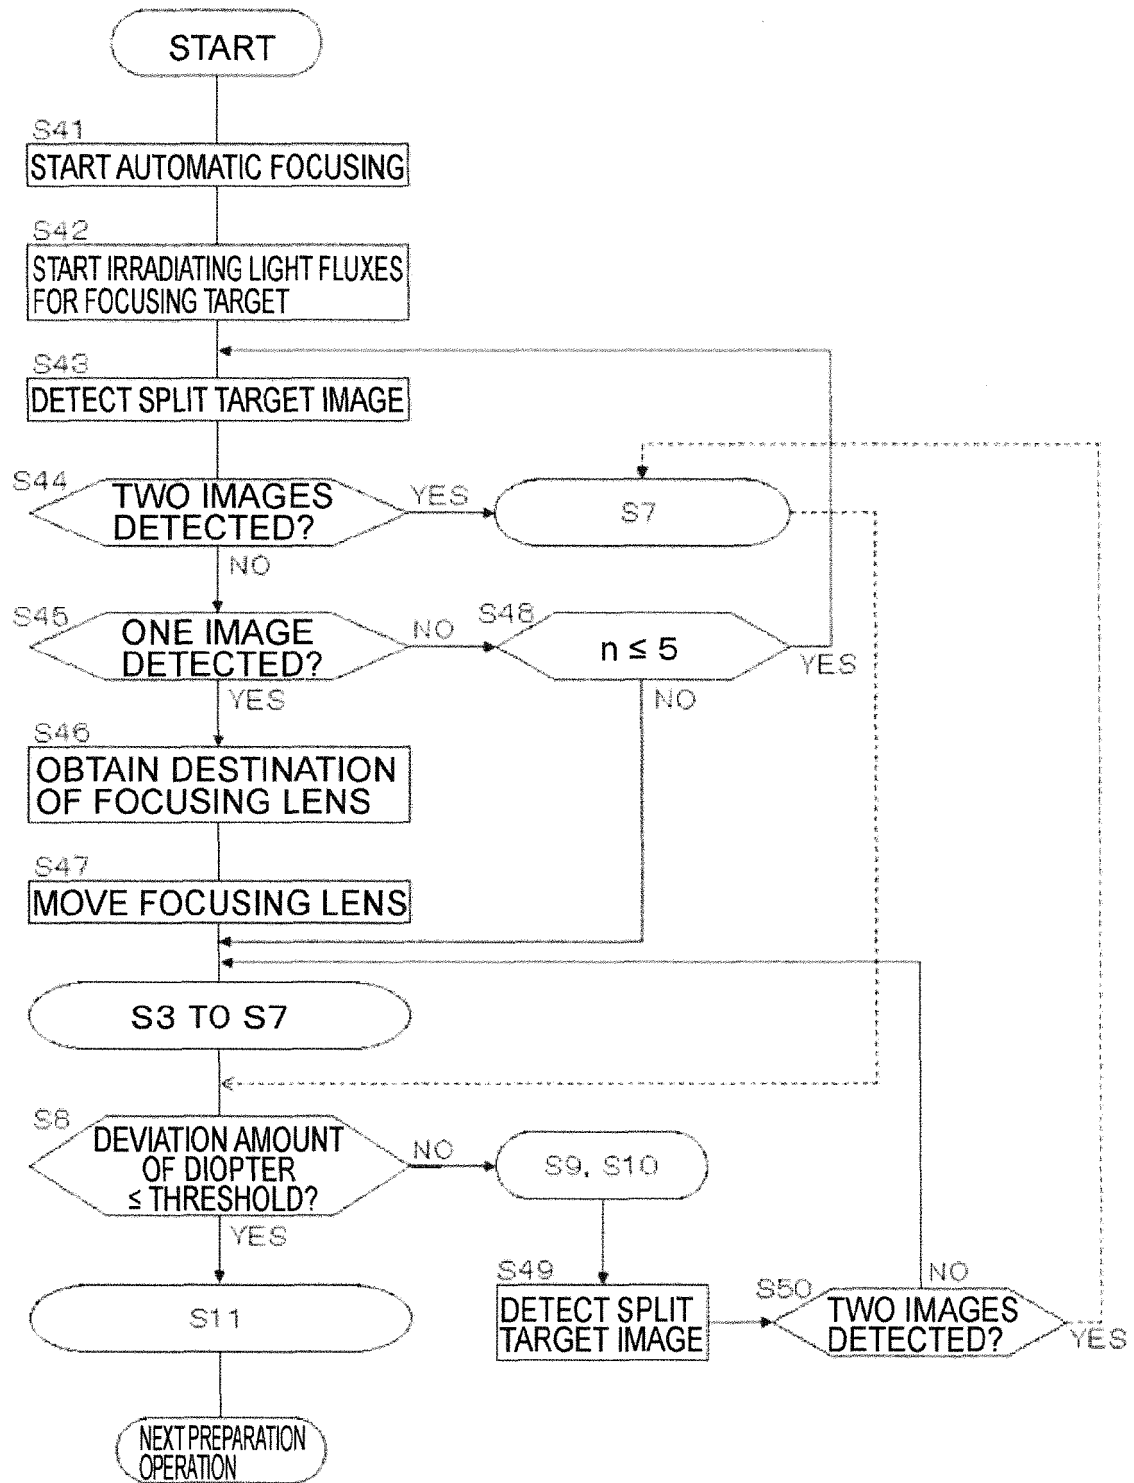 START
S41
START AUTOMATIC FOCUSING
S42
START IRRADIATING LIGHT FLUXES
FOR FOCUSING TARGET
S43
DETECT SPLIT TARGET IMAGE
S44
TWO IMAGES
DETECTED?
YES
S7
NO
S45
ONE IMAGE
DETECTED?
NO
S48
n ≤ 5
YES
NO
YES
S46
OBTAIN DESTINATION
OF FOCUSING LENS
S47
MOVE FOCUSING LENS
S3 TO S7
S8
DEVIATION AMOUNT
OF DIOPTER
≤ THRESHOLD?
NO
S9, S10
YES
S49
DETECT SPLIT
TARGET IMAGE
S50
TWO IMAGES
DETECTED?
NO
YES
S11
NEXT PREPARATION
OPERATION